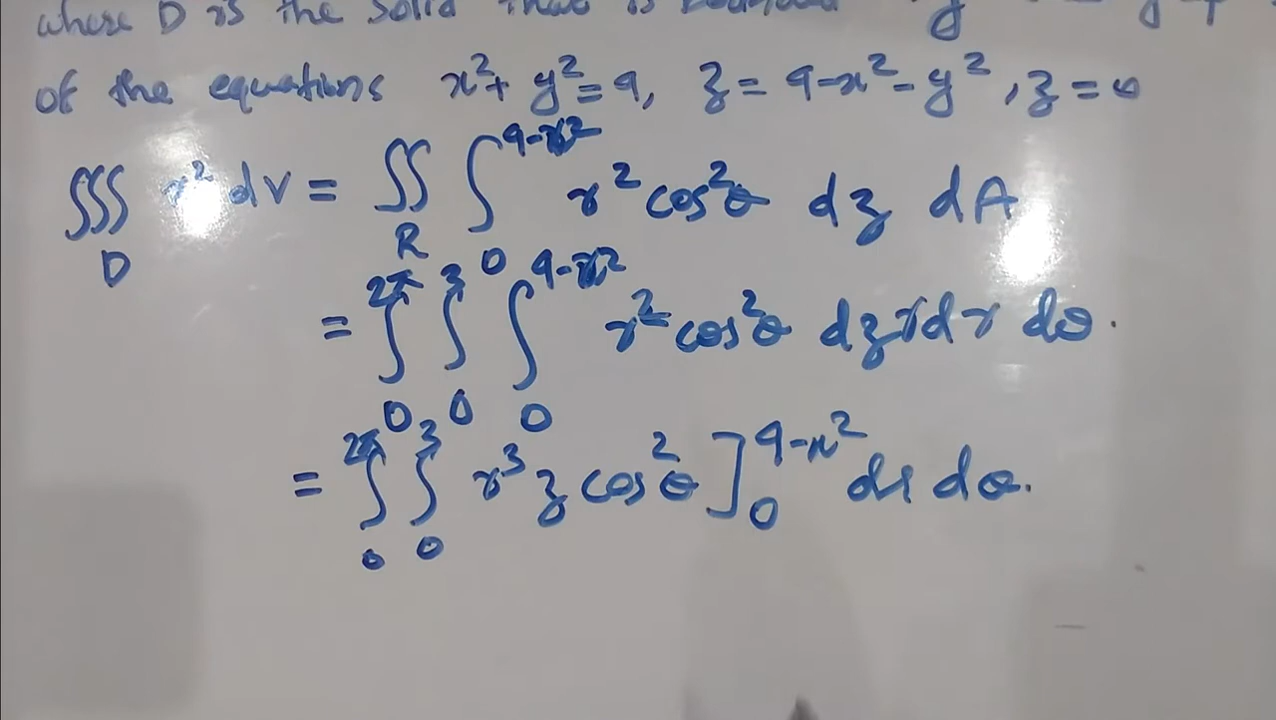 where D is the solid that is
of the equations x²+ y²=9, z = 9-x²-y², z=0
∭_D x² dV = ∬_R ∫_0^{9-r²} r² cos²θ dz dA
= ∫_0^{2π} ∫_0^3 ∫_0^{9-r²} r² cos²θ dz r dr dθ.
= ∫_0^{2π} ∫_0^3 r³ z cos²θ ]_0^{9-r²} dr dθ.